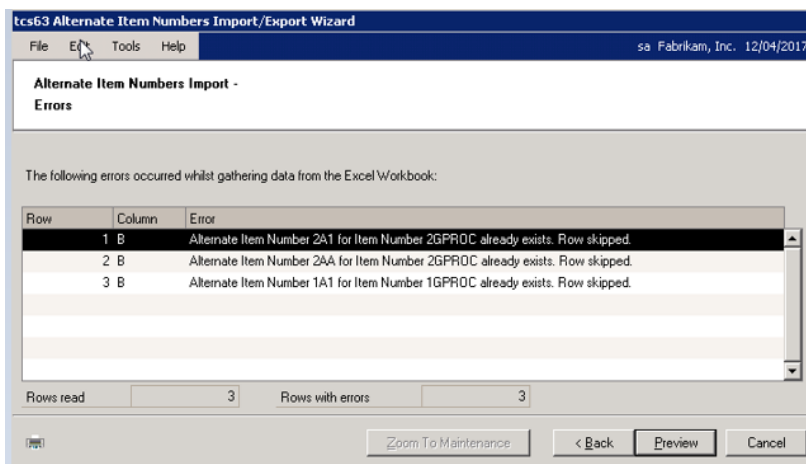 tcs63 Alternate Item Numbers Import/Export Wizard
File Edit Tools Help sa Fabrikam, Inc. 12/04/2017
Alternate Item Numbers Import -
Errors
The following errors occurred whilst gathering data from the Excel Workbook:
Row Column Error
1 B Alternate Item Number 2A1 for Item Number 2GPROC already exists. Row skipped.
2 B Alternate Item Number 2AA for Item Number 2GPROC already exists. Row skipped.
3 B Alternate Item Number 1A1 for Item Number 1GPROC already exists. Row skipped.
Rows read 3 Rows with errors 3
Zoom To Maintenance < Back Preview Cancel